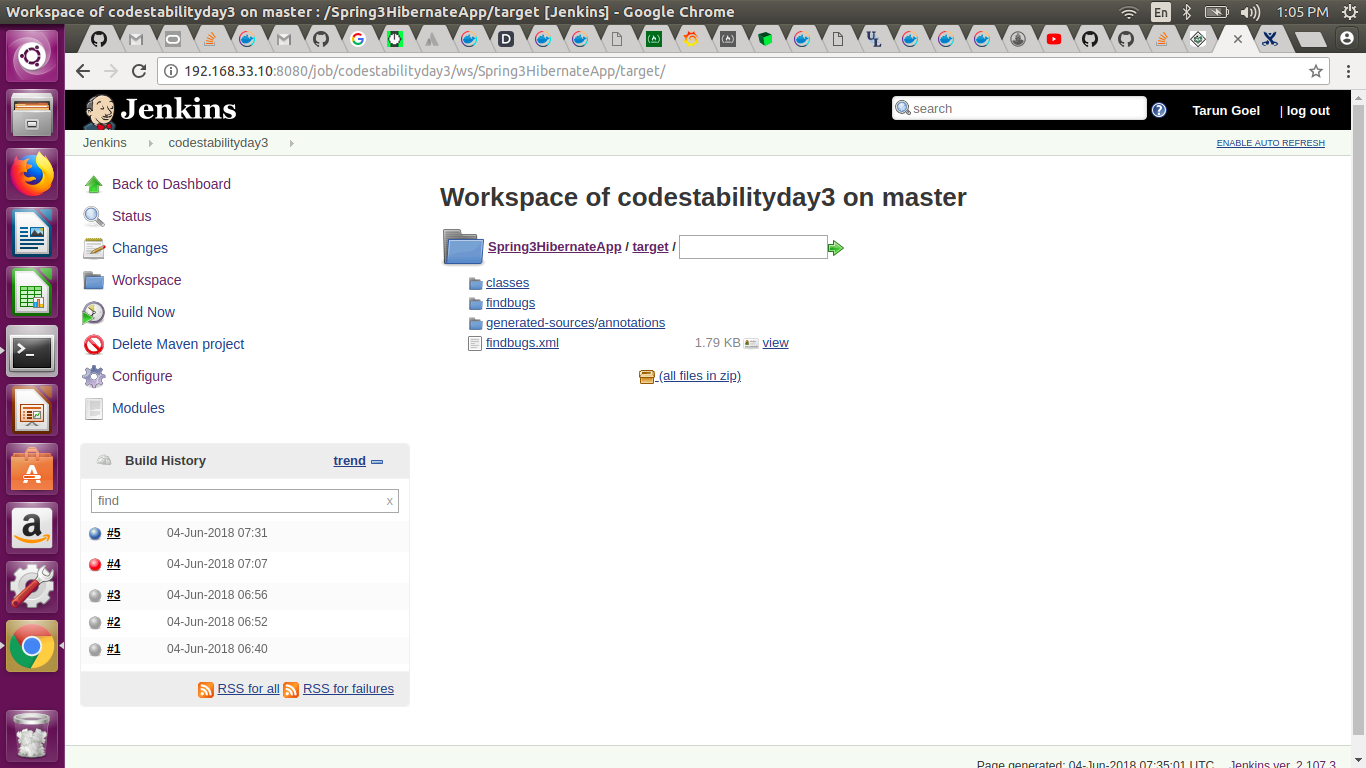 Workspace of codestabilityday3 on master : /Spring3HibernateApp/target [Jenkins] - Google Chrome
En
1:05 PM
192.168.33.10:8080/job/codestabilityday3/ws/Spring3HibernateApp/target/
Jenkins
search
Tarun Goel
| log out
Jenkins
codestabilityday3
ENABLE AUTO REFRESH
Back to Dashboard
Status
Changes
Workspace
Build Now
Delete Maven project
Configure
Modules
Workspace of codestabilityday3 on master
Spring3HibernateApp / target /
classes
findbugs
generated-sources/annotations
findbugs.xml 1.79 KB view
(all files in zip)
Build History trend
find x
#5 04-Jun-2018 07:31
#4 04-Jun-2018 07:07
#3 04-Jun-2018 06:56
#2 04-Jun-2018 06:52
#1 04-Jun-2018 06:40
RSS for all RSS for failures
Page generated: 04-Jun-2018 07:35:01 UTC Jenkins ver. 2.107.3